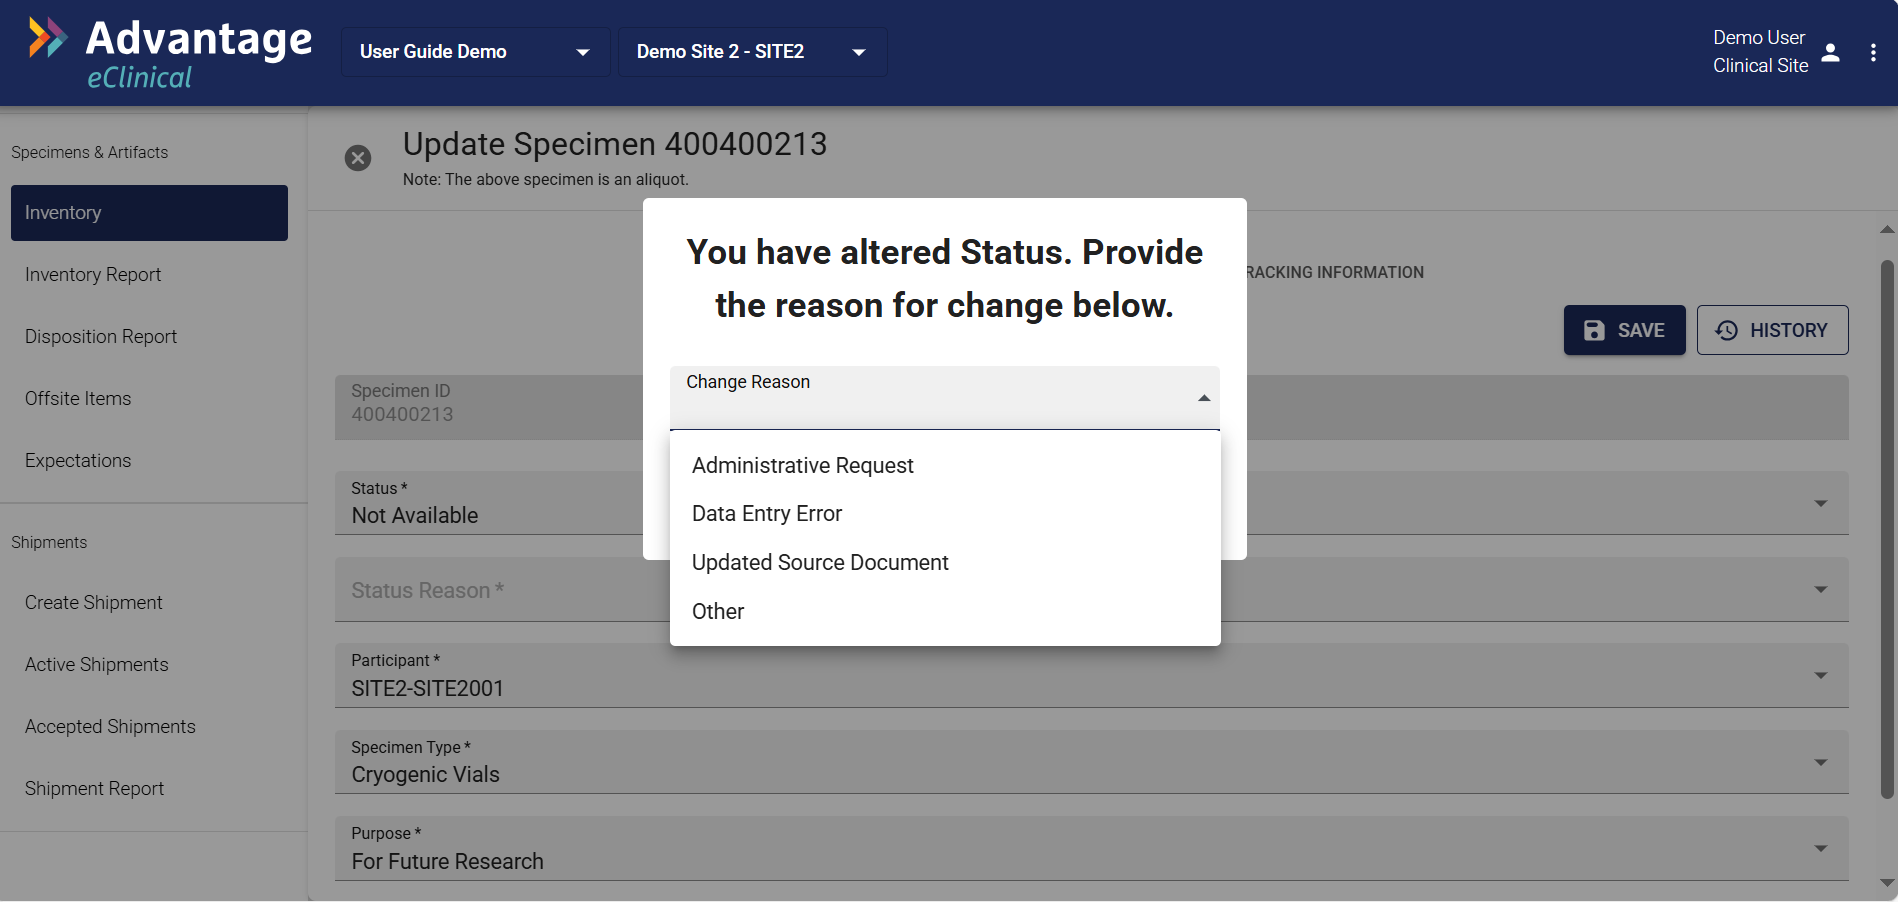 Advantage
eClinical
User Guide Demo
Demo Site 2 - SITE2
Demo User
Clinical Site
Specimens & Artifacts
Inventory
Inventory Report
Disposition Report
Offsite Items
Expectations
Shipments
Create Shipment
Active Shipments
Accepted Shipments
Shipment Report
Update Specimen 400400213
Note: The above specimen is an aliquot.
RACKING INFORMATION
SAVE
HISTORY
Specimen ID
400400213
Status *
Not Available
Status Reason *
Participant *
SITE2-SITE2001
Specimen Type *
Cryogenic Vials
Purpose *
For Future Research
You have altered Status. Provide
the reason for change below.
Change Reason
Administrative Request
Data Entry Error
Updated Source Document
Other